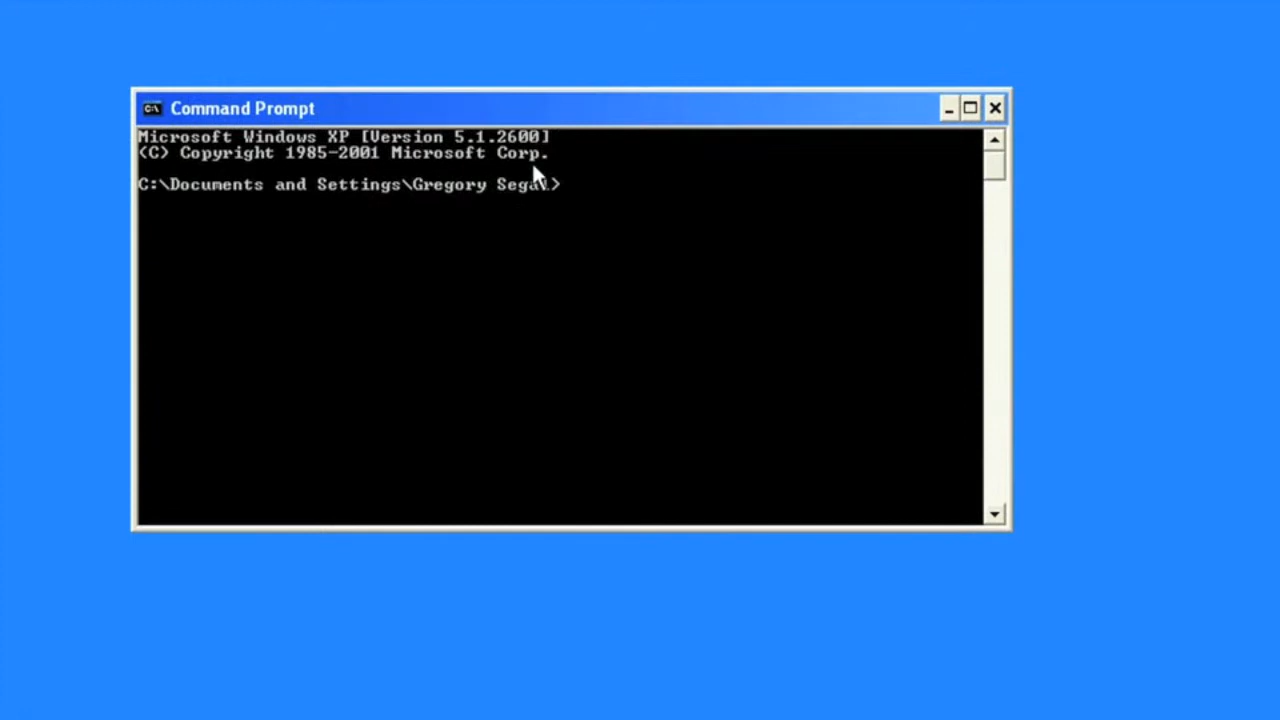 Command Prompt
Microsoft Windows XP [Version 5.1.2600]
(C) Copyright 1985-2001 Microsoft Corp.
C:\Documents and Settings\Gregory Segal>